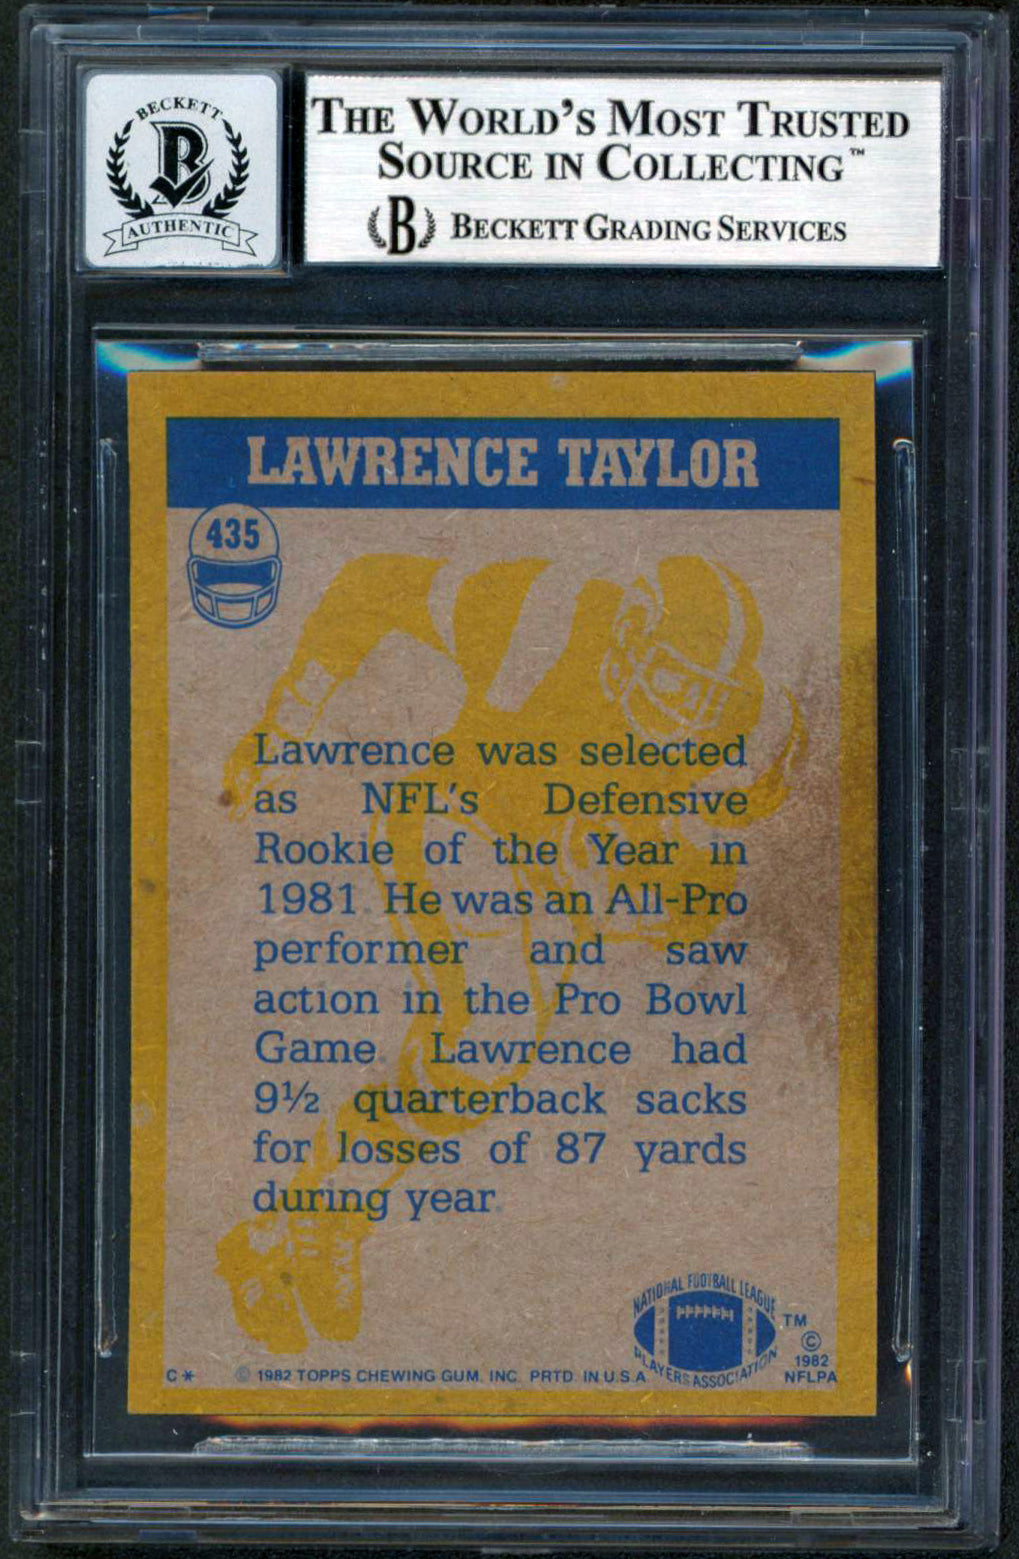 BECKETT
B
AUTHENTIC
THE WORLD'S MOST TRUSTED
SOURCE IN COLLECTING™
B BECKETT GRADING SERVICES
LAWRENCE TAYLOR
435
Lawrence was selected
as NFL's Defensive
Rookie of the Year in
1981. He was an All-Pro
performer and saw
action in the Pro Bowl
Game. Lawrence had
9½ quarterback sacks
for losses of 87 yards
during year.
NATIONAL FOOTBALL LEAGUE
PLAYERS ASSOCIATION
TM
©
1982
NFLPA
C* © 1982 TOPPS CHEWING GUM, INC. PRTD. IN U.S.A.